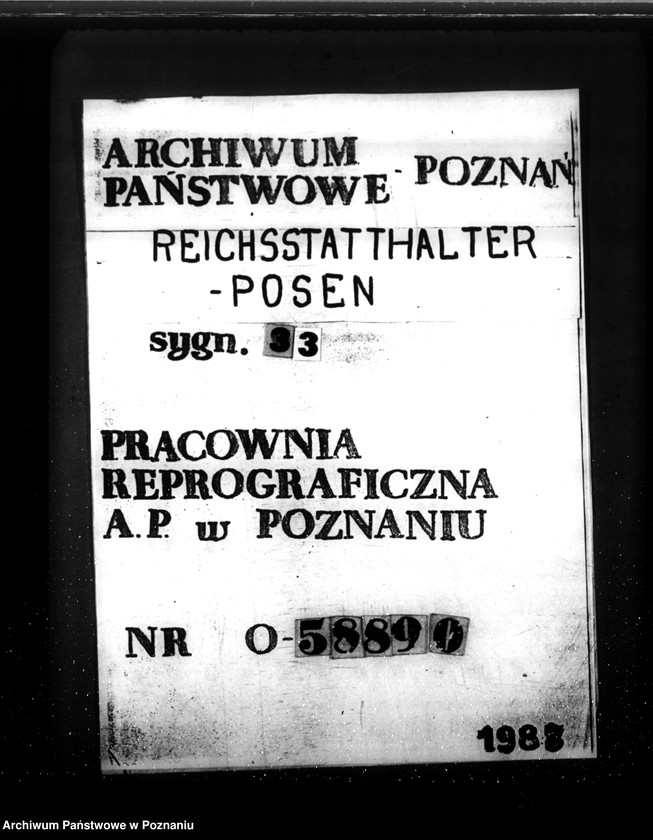 ARCHIWUM
PAŃSTWOWE - POZNAŃ
REICHSSTATTHALTER
-POSEN
sygn. 33
PRACOWNIA
REPROGRAFICZNA
A.P. w POZNANIU
NR O-58890
1988
Archiwum Państwowe w Poznaniu